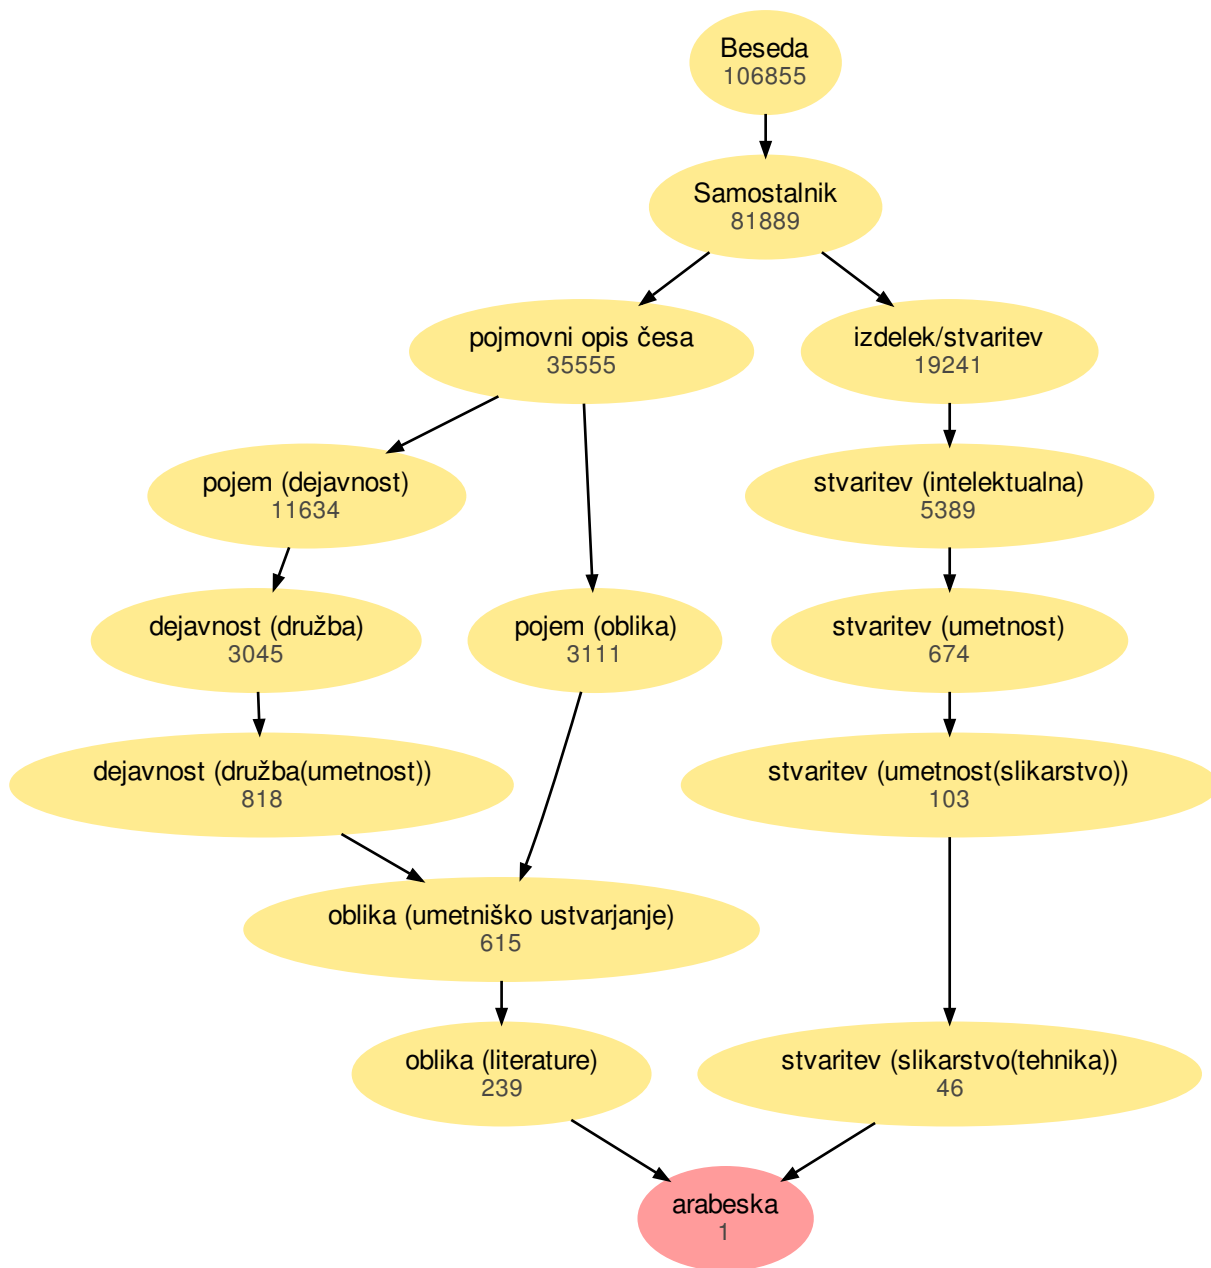 Beseda
106855
Samostalnik
81889
pojmovni opis česa
35555
izdelek/stvaritev
19241
pojem (dejavnost)
11634
stvaritev (intelektualna)
5389
dejavnost (družba)
3045
pojem (oblika)
3111
stvaritev (umetnost)
674
dejavnost (družba(umetnost))
818
stvaritev (umetnost(slikarstvo))
103
oblika (umetniško ustvarjanje)
615
oblika (literature)
239
stvaritev (slikarstvo(tehnika))
46
arabeska
1